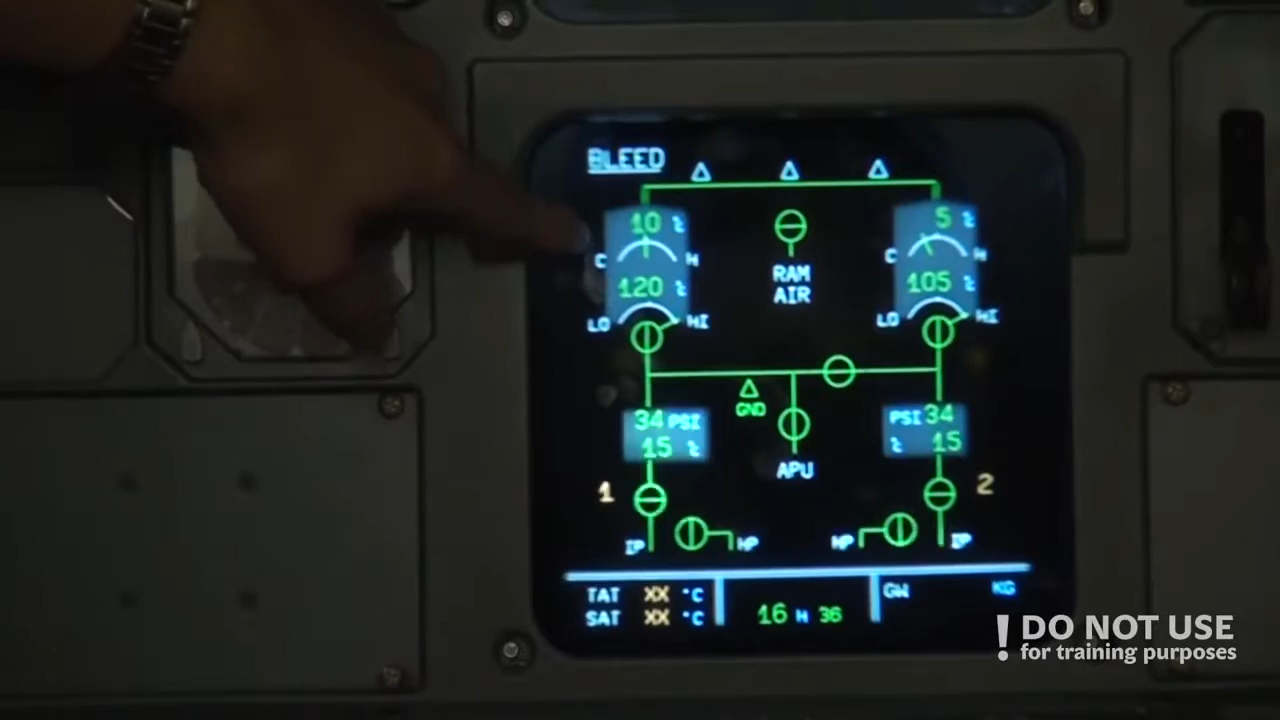 BLEED
10 °C
5 °C
C H
C H
RAM
AIR
120 °C
105 °C
LO HI
LO HI
GND
34 PSI
PSI 34
15 °C
°C 15
APU
1
2
IP HP
HP IP
TAT XX °C
GW KG
SAT XX °C
16 H 36
! DO NOT USE
for training purposes